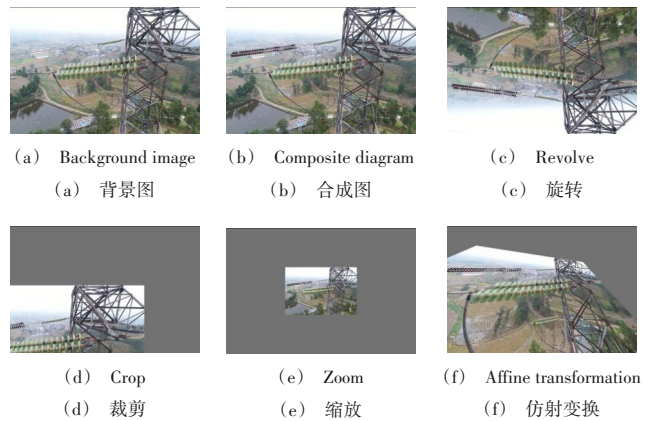 (a) Background image
(b) Composite diagram
(c) Revolve
(a) 背景图
(b) 合成图
(c) 旋转
(d) Crop
(e) Zoom
(f) Affine transformation
(d) 裁剪
(e) 缩放
(f) 仿射变换